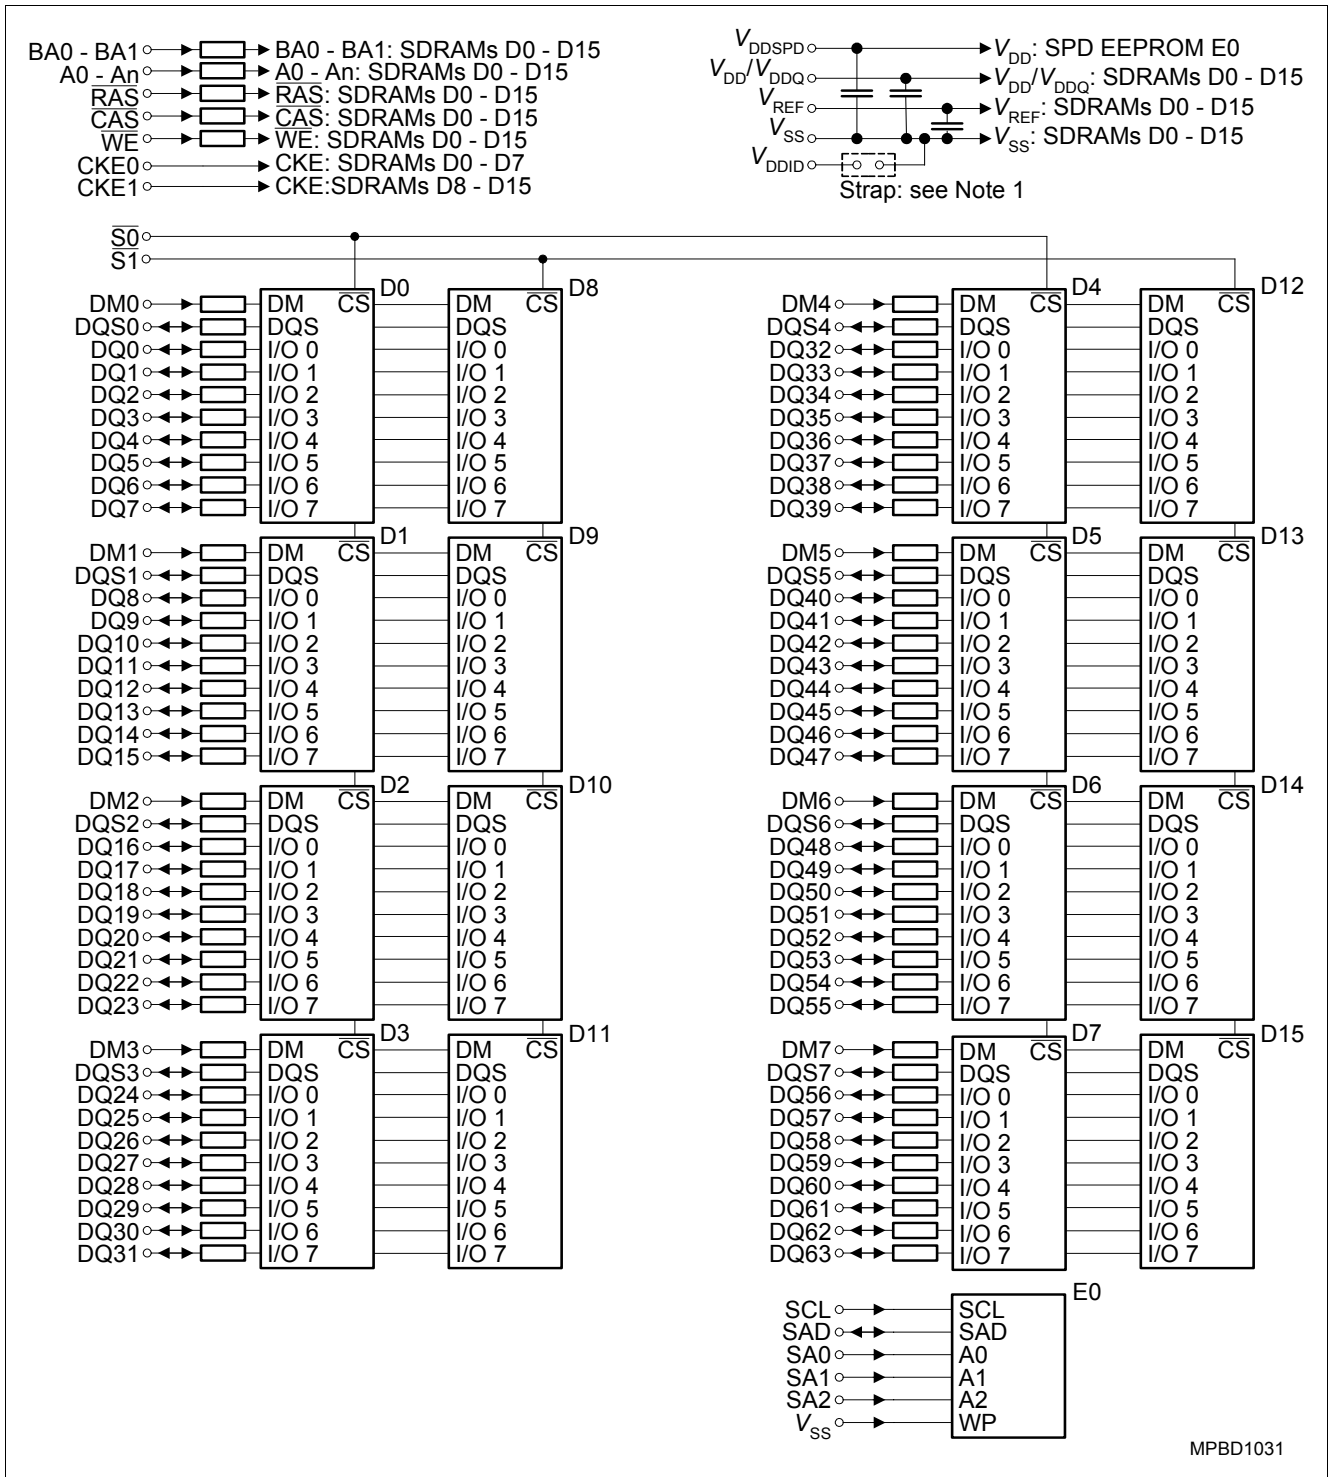 BA0 - BA1 BA0 - BA1: SDRAMs D0 - D15
A0 - An A0 - An: SDRAMs D0 - D15
RAS RAS: SDRAMs D0 - D15
CAS CAS: SDRAMs D0 - D15
WE WE: SDRAMs D0 - D15
CKE0 CKE: SDRAMs D0 - D7
CKE1 CKE:SDRAMs D8 - D15
VDDSPD VDD: SPD EEPROM E0
VDD/VDDQ VDD/VDDQ: SDRAMs D0 - D15
VREF VREF: SDRAMs D0 - D15
VSS VSS: SDRAMs D0 - D15
VDDID
Strap: see Note 1
S0
S1
D0 D8 D4 D12
DM0 DM CS DM CS DM4 DM CS DM CS
DQS0 DQS DQS DQS4 DQS DQS
DQ0 I/O 0 I/O 0 DQ32 I/O 0 I/O 0
DQ1 I/O 1 I/O 1 DQ33 I/O 1 I/O 1
DQ2 I/O 2 I/O 2 DQ34 I/O 2 I/O 2
DQ3 I/O 3 I/O 3 DQ35 I/O 3 I/O 3
DQ4 I/O 4 I/O 4 DQ36 I/O 4 I/O 4
DQ5 I/O 5 I/O 5 DQ37 I/O 5 I/O 5
DQ6 I/O 6 I/O 6 DQ38 I/O 6 I/O 6
DQ7 I/O 7 I/O 7 DQ39 I/O 7 I/O 7
D1 D9 D5 D13
DM1 DM CS DM CS DM5 DM CS DM CS
DQS1 DQS DQS DQS5 DQS DQS
DQ8 I/O 0 I/O 0 DQ40 I/O 0 I/O 0
DQ9 I/O 1 I/O 1 DQ41 I/O 1 I/O 1
DQ10 I/O 2 I/O 2 DQ42 I/O 2 I/O 2
DQ11 I/O 3 I/O 3 DQ43 I/O 3 I/O 3
DQ12 I/O 4 I/O 4 DQ44 I/O 4 I/O 4
DQ13 I/O 5 I/O 5 DQ45 I/O 5 I/O 5
DQ14 I/O 6 I/O 6 DQ46 I/O 6 I/O 6
DQ15 I/O 7 I/O 7 DQ47 I/O 7 I/O 7
D2 D10 D6 D14
DM2 DM CS DM CS DM6 DM CS DM CS
DQS2 DQS DQS DQS6 DQS DQS
DQ16 I/O 0 I/O 0 DQ48 I/O 0 I/O 0
DQ17 I/O 1 I/O 1 DQ49 I/O 1 I/O 1
DQ18 I/O 2 I/O 2 DQ50 I/O 2 I/O 2
DQ19 I/O 3 I/O 3 DQ51 I/O 3 I/O 3
DQ20 I/O 4 I/O 4 DQ52 I/O 4 I/O 4
DQ21 I/O 5 I/O 5 DQ53 I/O 5 I/O 5
DQ22 I/O 6 I/O 6 DQ54 I/O 6 I/O 6
DQ23 I/O 7 I/O 7 DQ55 I/O 7 I/O 7
D3 D11 D7 D15
DM3 DM CS DM CS DM7 DM CS DM CS
DQS3 DQS DQS DQS7 DQS DQS
DQ24 I/O 0 I/O 0 DQ56 I/O 0 I/O 0
DQ25 I/O 1 I/O 1 DQ57 I/O 1 I/O 1
DQ26 I/O 2 I/O 2 DQ58 I/O 2 I/O 2
DQ27 I/O 3 I/O 3 DQ59 I/O 3 I/O 3
DQ28 I/O 4 I/O 4 DQ60 I/O 4 I/O 4
DQ29 I/O 5 I/O 5 DQ61 I/O 5 I/O 5
DQ30 I/O 6 I/O 6 DQ62 I/O 6 I/O 6
DQ31 I/O 7 I/O 7 DQ63 I/O 7 I/O 7
E0
SCL SCL
SAD SAD
SA0 A0
SA1 A1
SA2 A2
VSS WP
MPBD1031